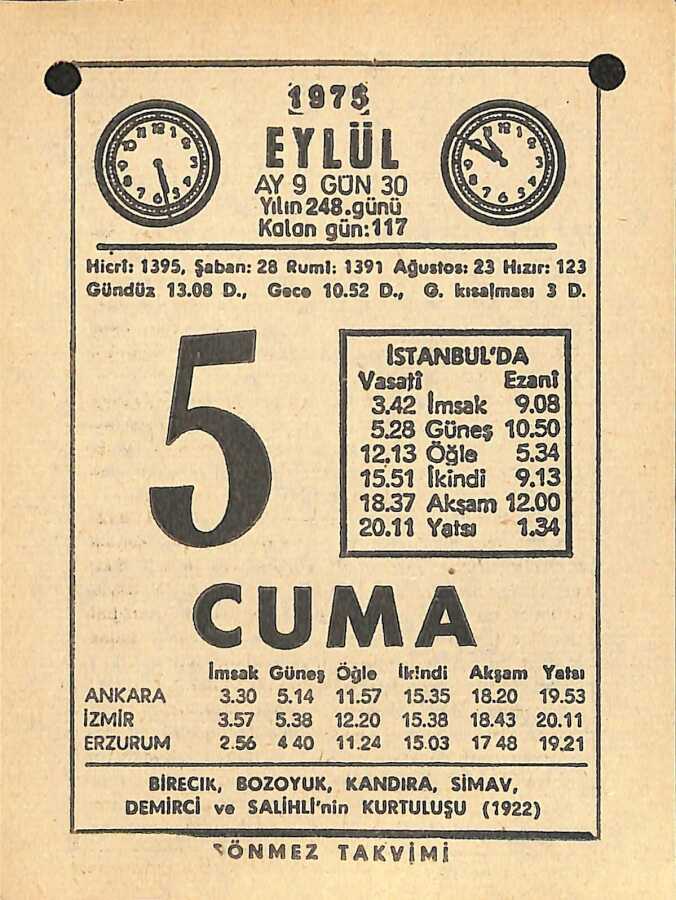 1975
EYLÜL
AY 9 GÜN 30
Yılın 248.günü
Kalan gün:117
Hicrî: 1395, Şaban: 28 Rumî: 1391 Ağustos: 23 Hızır: 123
Gündüz 13.08 D., Gece 10.52 D., G. kısalması 3 D.
5
İSTANBUL'DA
Vasatî Ezanî
3.42 İmsak 9.08
5.28 Güneş 10.50
12.13 Öğle 5.34
15.51 İkindi 9.13
18.37 Akşam 12.00
20.11 Yatsı 1.34
CUMA
İmsak Güneş Öğle İkindi Akşam Yatsı
ANKARA 3.30 5.14 11.57 15.35 18.20 19.53
İZMİR 3.57 5.38 12.20 15.38 18.43 20.11
ERZURUM 2.56 4 40 11.24 15.03 17 48 19.21
BİRECIK, BOZOYUK, KANDIRA, SİMAV,
DEMİRCİ ve SALİHLİ'nin KURTULUŞU (1922)
SÖNMEZ TAKVİMİ